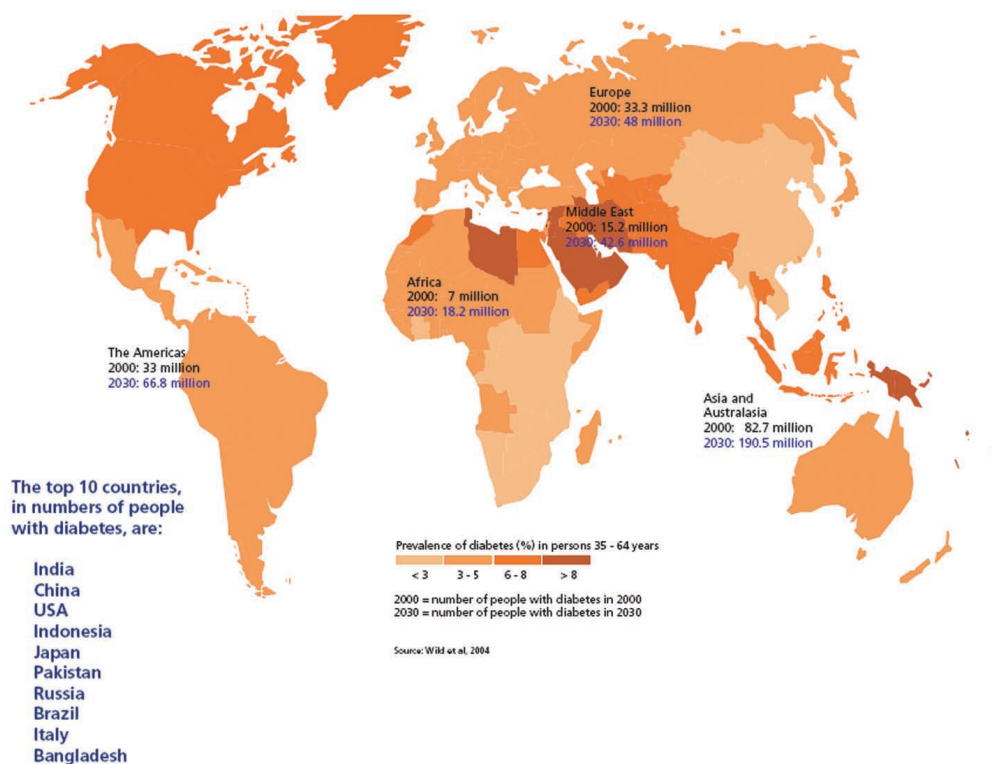 Europe
2000: 33.3 million
2030: 48 million
Middle East
2000: 15.2 million
2030: 42.6 million
Africa
2000: 7 million
2030: 18.2 million
The Americas
2000: 33 million
2030: 66.8 million
Asia and
Australasia
2000: 82.7 million
2030: 190.5 million
The top 10 countries,
in numbers of people
with diabetes, are:
India
China
USA
Indonesia
Japan
Pakistan
Russia
Brazil
Italy
Bangladesh
Prevalence of diabetes (%) in persons 35 - 64 years
< 3 3 - 5 6 - 8 > 8
2000 = number of people with diabetes in 2000
2030 = number of people with diabetes in 2030
Source: Wild et al, 2004